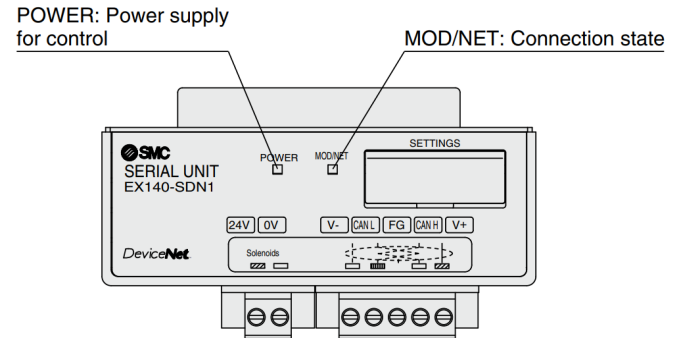 POWER: Power supply
for control
MOD/NET: Connection state
SMC
SERIAL UNIT
EX140-SDN1
POWER
MOD/NET
SETTINGS
24V 0V V- CAN L FG CAN H V+
DeviceNet
Solenoids